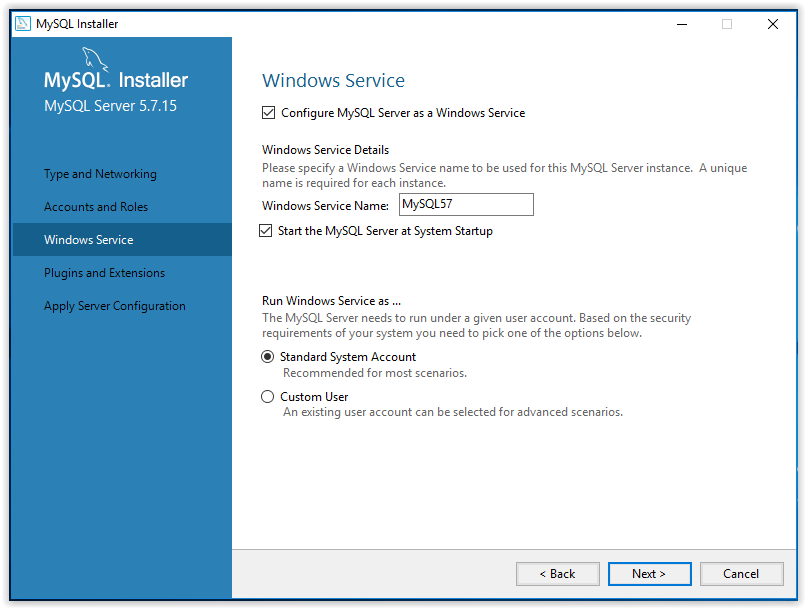 MySQL Installer
MySQL. Installer
MySQL Server 5.7.15
Type and Networking
Accounts and Roles
Windows Service
Plugins and Extensions
Apply Server Configuration
Windows Service
Configure MySQL Server as a Windows Service
Windows Service Details
Please specify a Windows Service name to be used for this MySQL Server instance.  A unique
name is required for each instance.
Windows Service Name: MySQL57
Start the MySQL Server at System Startup
Run Windows Service as ...
The MySQL Server needs to run under a given user account. Based on the security
requirements of your system you need to pick one of the options below.
Standard System Account
Recommended for most scenarios.
Custom User
An existing user account can be selected for advanced scenarios.
< Back Next > Cancel